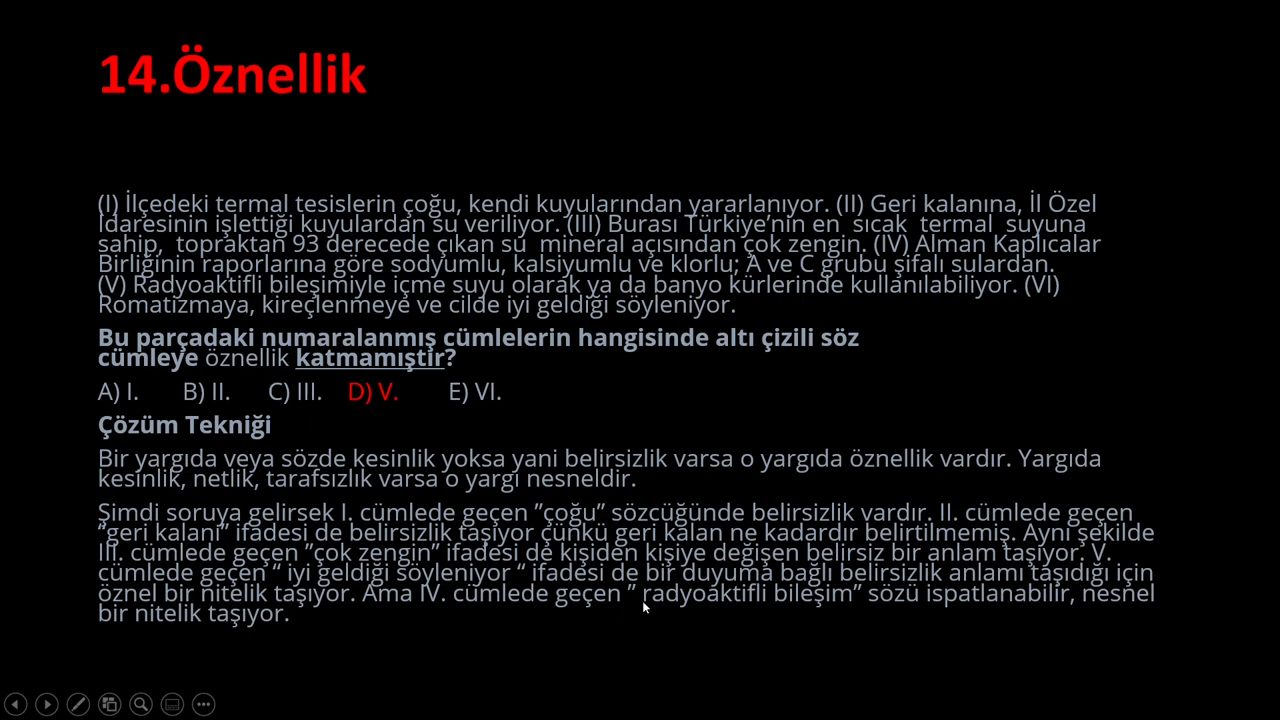 14.Öznellik
(I) İlçedeki termal tesislerin çoğu, kendi kuyularından yararlanıyor. (II) Geri kalanına, İl Özel
İdaresinin işlettiği kuyulardan su veriliyor. (III) Burası Türkiye’nin en sıcak termal suyuna
sahip, topraktan 93 derecede çıkan su mineral açısından çok zengin. (IV) Alman Kaplıcalar
Birliğinin raporlarına göre sodyumlu, kalsiyumlu ve klorlu; A ve C grubu şifalı sulardan.
(V) Radyoaktifli bileşimiyle içme suyu olarak ya da banyo kürlerinde kullanılabiliyor. (VI)
Romatizmaya, kireçlenmeye ve cilde iyi geldiği söyleniyor.
Bu parçadaki numaralanmış cümlelerin hangisinde altı çizili söz
cümleye öznellik katmamıştır?
A) I. B) II. C) III. D) V. E) VI.
Çözüm Tekniği
Bir yargıda veya sözde kesinlik yoksa yani belirsizlik varsa o yargıda öznellik vardır. Yargıda
kesinlik, netlik, tarafsızlık varsa o yargı nesneldir.
Şimdi soruya gelirsek I. cümlede geçen ”çoğu” sözcüğünde belirsizlik vardır. II. cümlede geçen
“geri kalanı” ifadesi de belirsizlik taşıyor çünkü geri kalan ne kadardır belirtilmemiş. Aynı şekilde
III. cümlede geçen ”çok zengin” ifadesi de kişiden kişiye değişen belirsiz bir anlam taşıyor. V.
cümlede geçen “ iyi geldiği söyleniyor “ ifadesi de bir duyuma bağlı belirsizlik anlamı taşıdığı için
öznel bir nitelik taşıyor. Ama IV. cümlede geçen ” radyoaktifli bileşim” sözü ispatlanabilir, nesnel
bir nitelik taşıyor.